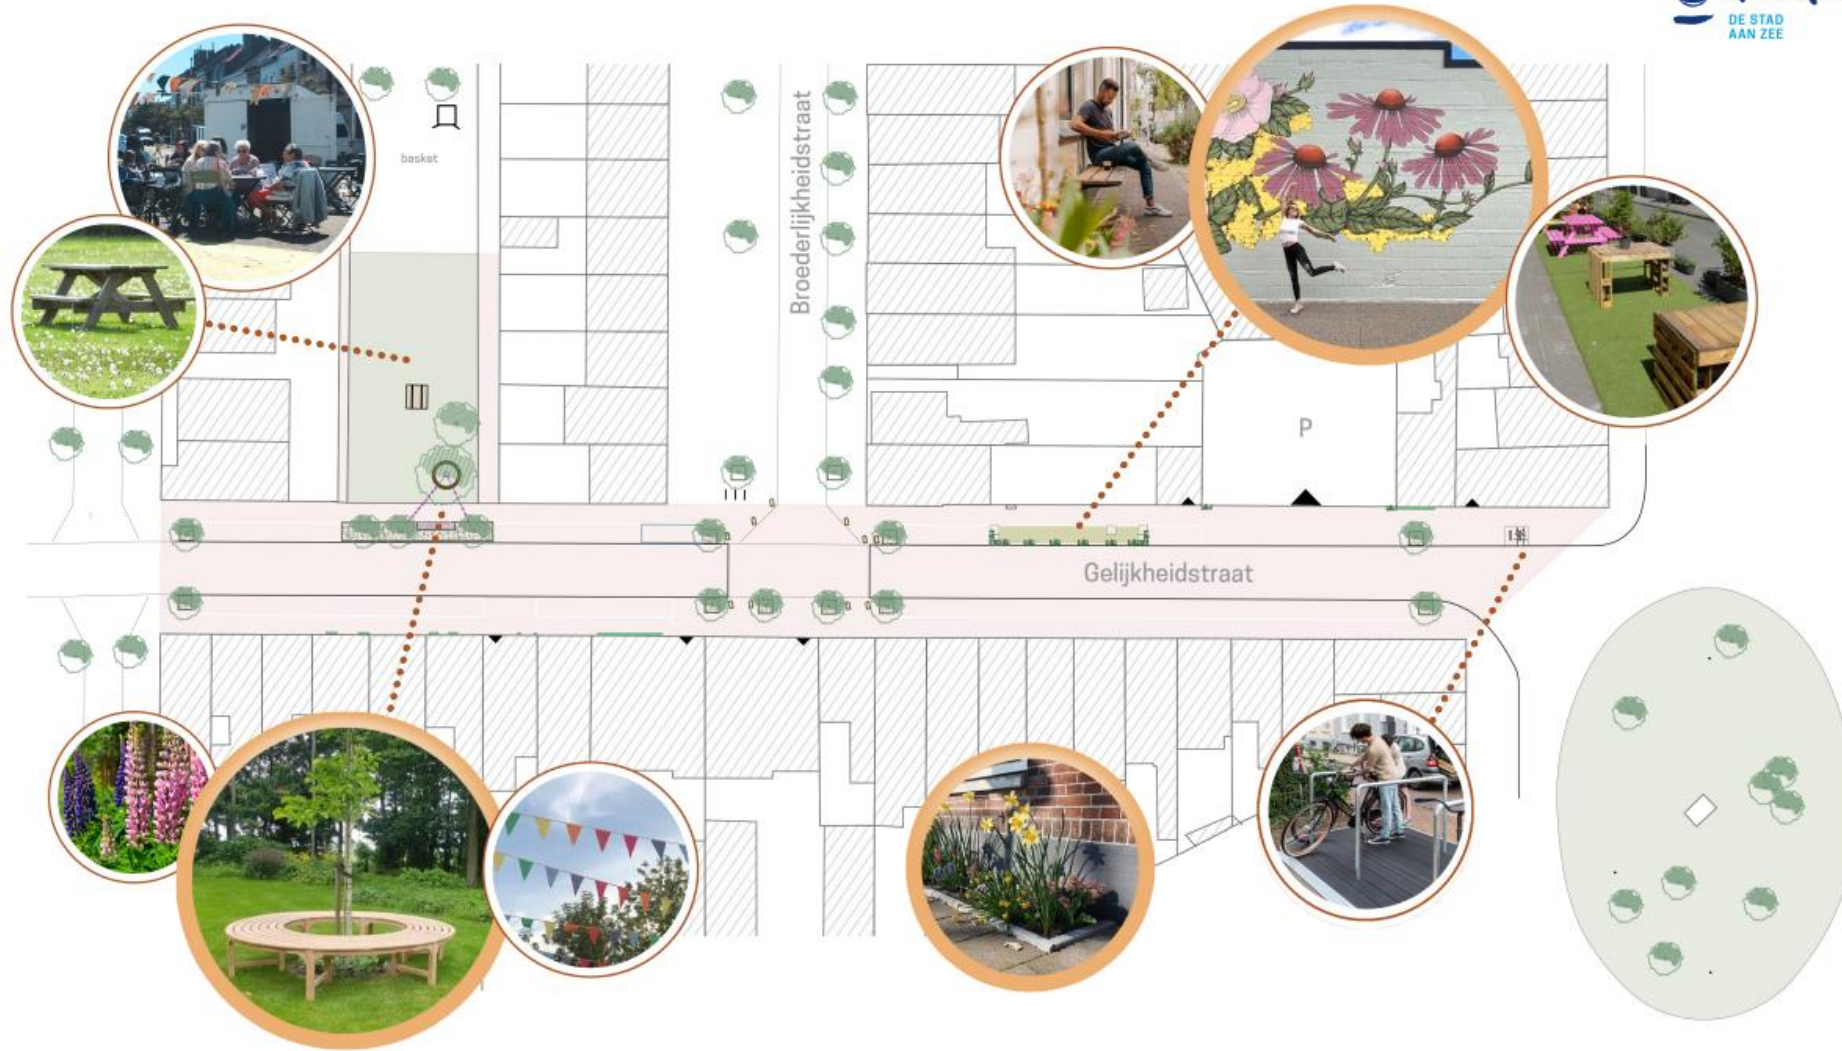 DE STAD
AAN ZEE
basket
Broederlijkheidstraat
P
Gelijkheidstraat